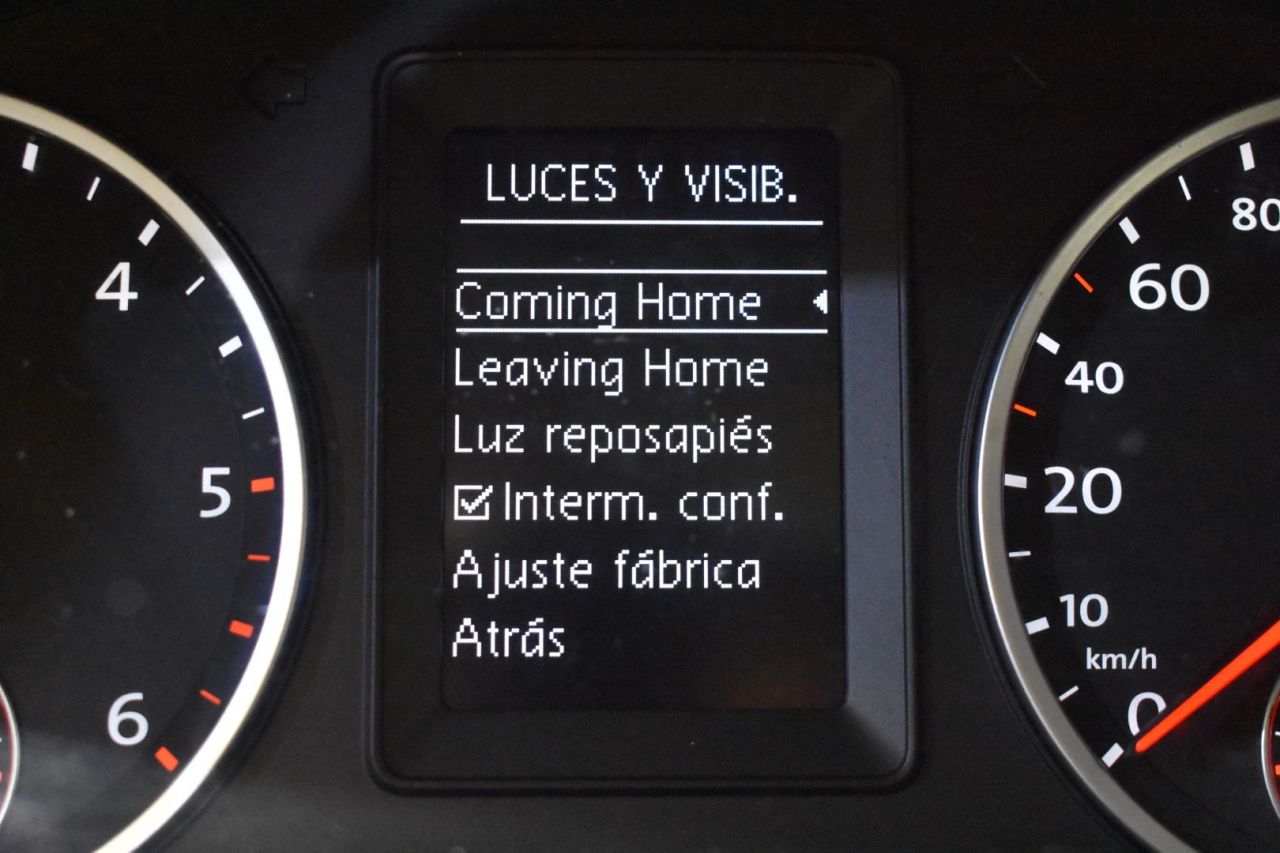 LUCES Y VISIB.
Coming Home
Leaving Home
Luz reposapiés
Interm. conf.
Ajuste fábrica
Atrás
4
5
6
80
60
40
20
10
km/h
0